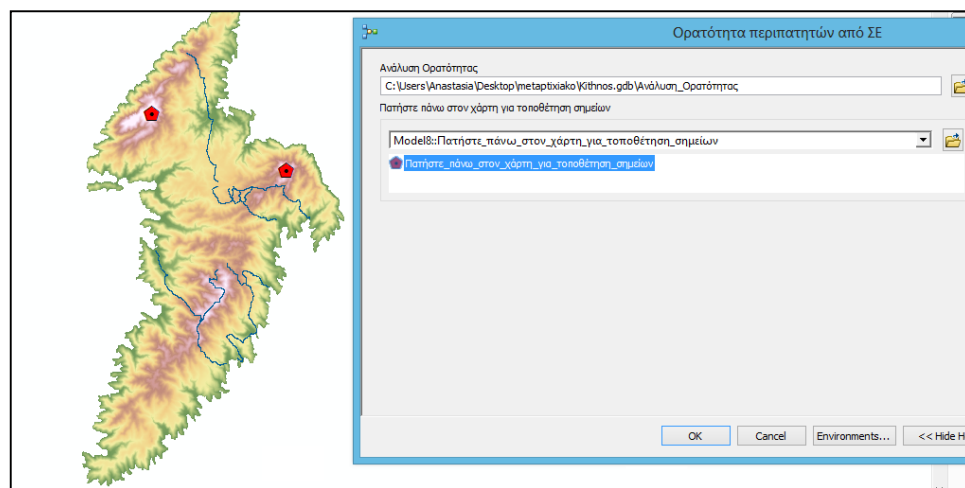 Ορατότητα περιπατητών από ΣΕ
Ανάλυση Ορατότητας
C:\Users\Anastasia\Desktop\metaptixiako\Kithnos.gdb\Ανάλυση_Ορατότητας
Πατήστε πάνω στον χάρτη για τοποθέτηση σημείων
Model8::Πατήστε_πάνω_στον_χάρτη_για_τοποθέτηση_σημείων
Πατήστε_πάνω_στον_χάρτη_για_τοποθέτηση_σημείων
OK Cancel Environments... << Hide H